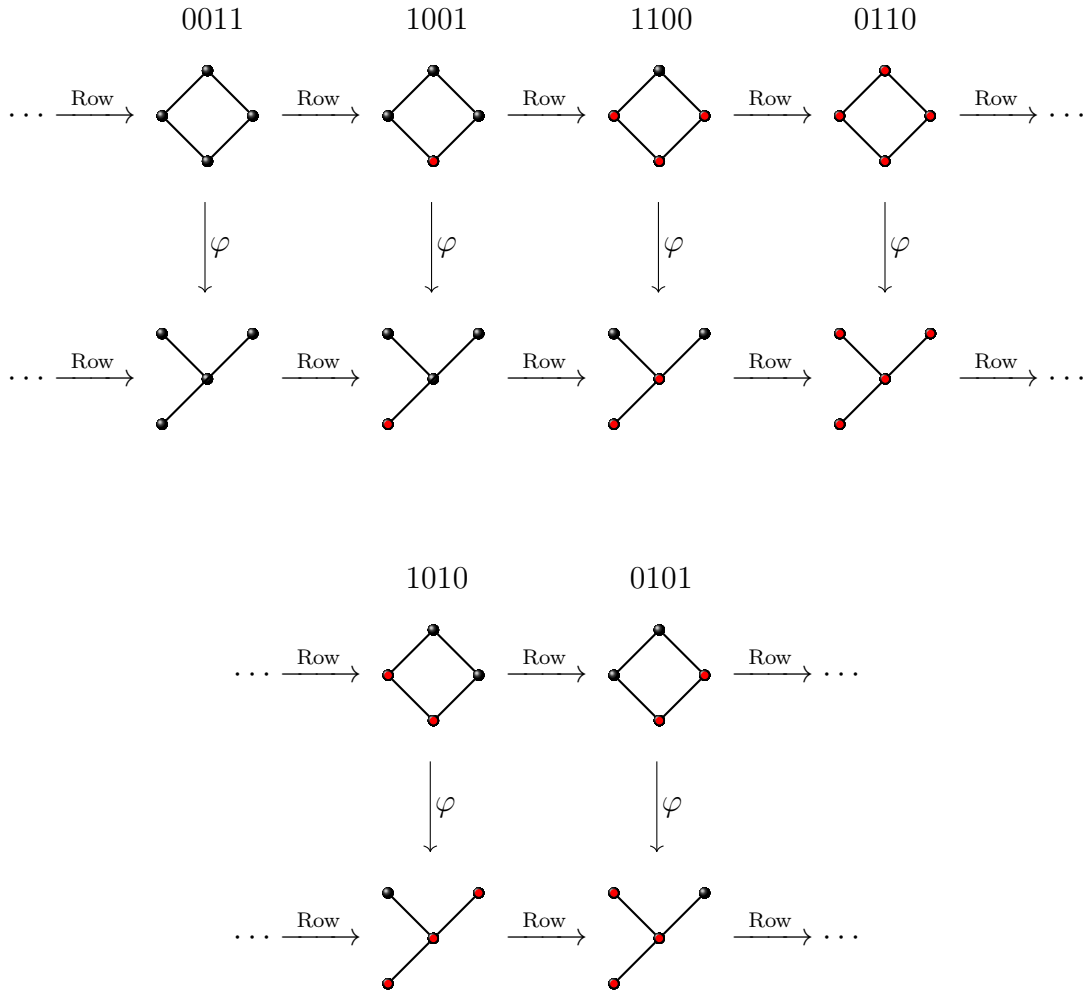 0011 1001 1100 0110
··· Row Row Row Row Row ···
φ φ φ φ
··· Row Row Row Row Row ···
1010 0101
··· Row Row Row ···
φ φ
··· Row Row Row ···